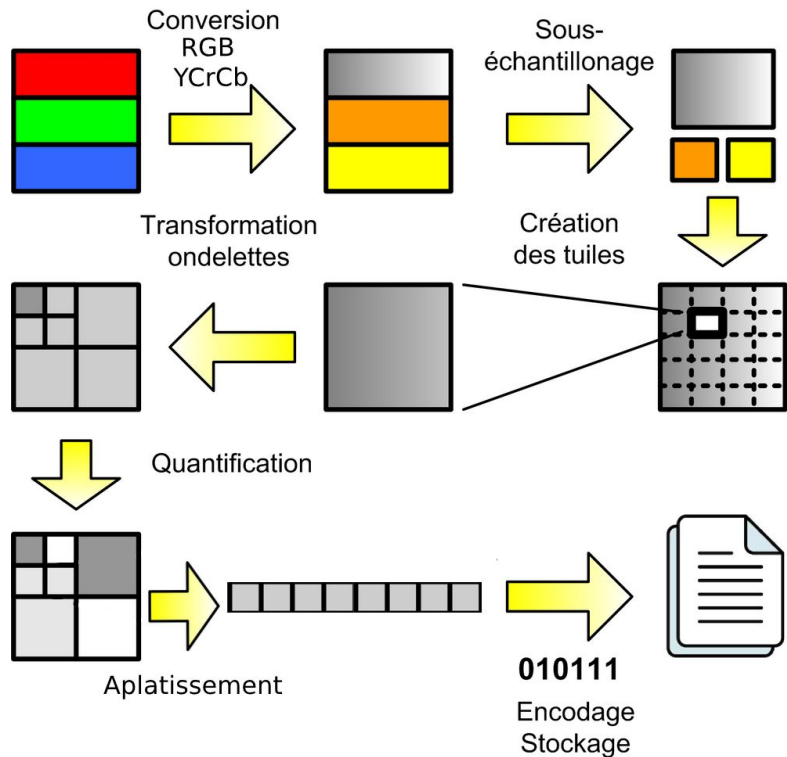 Conversion
RGB
YCrCb
Sous-
échantillonage
Transformation
ondelettes
Création
des tuiles
Quantification
Aplatissement
010111
Encodage
Stockage